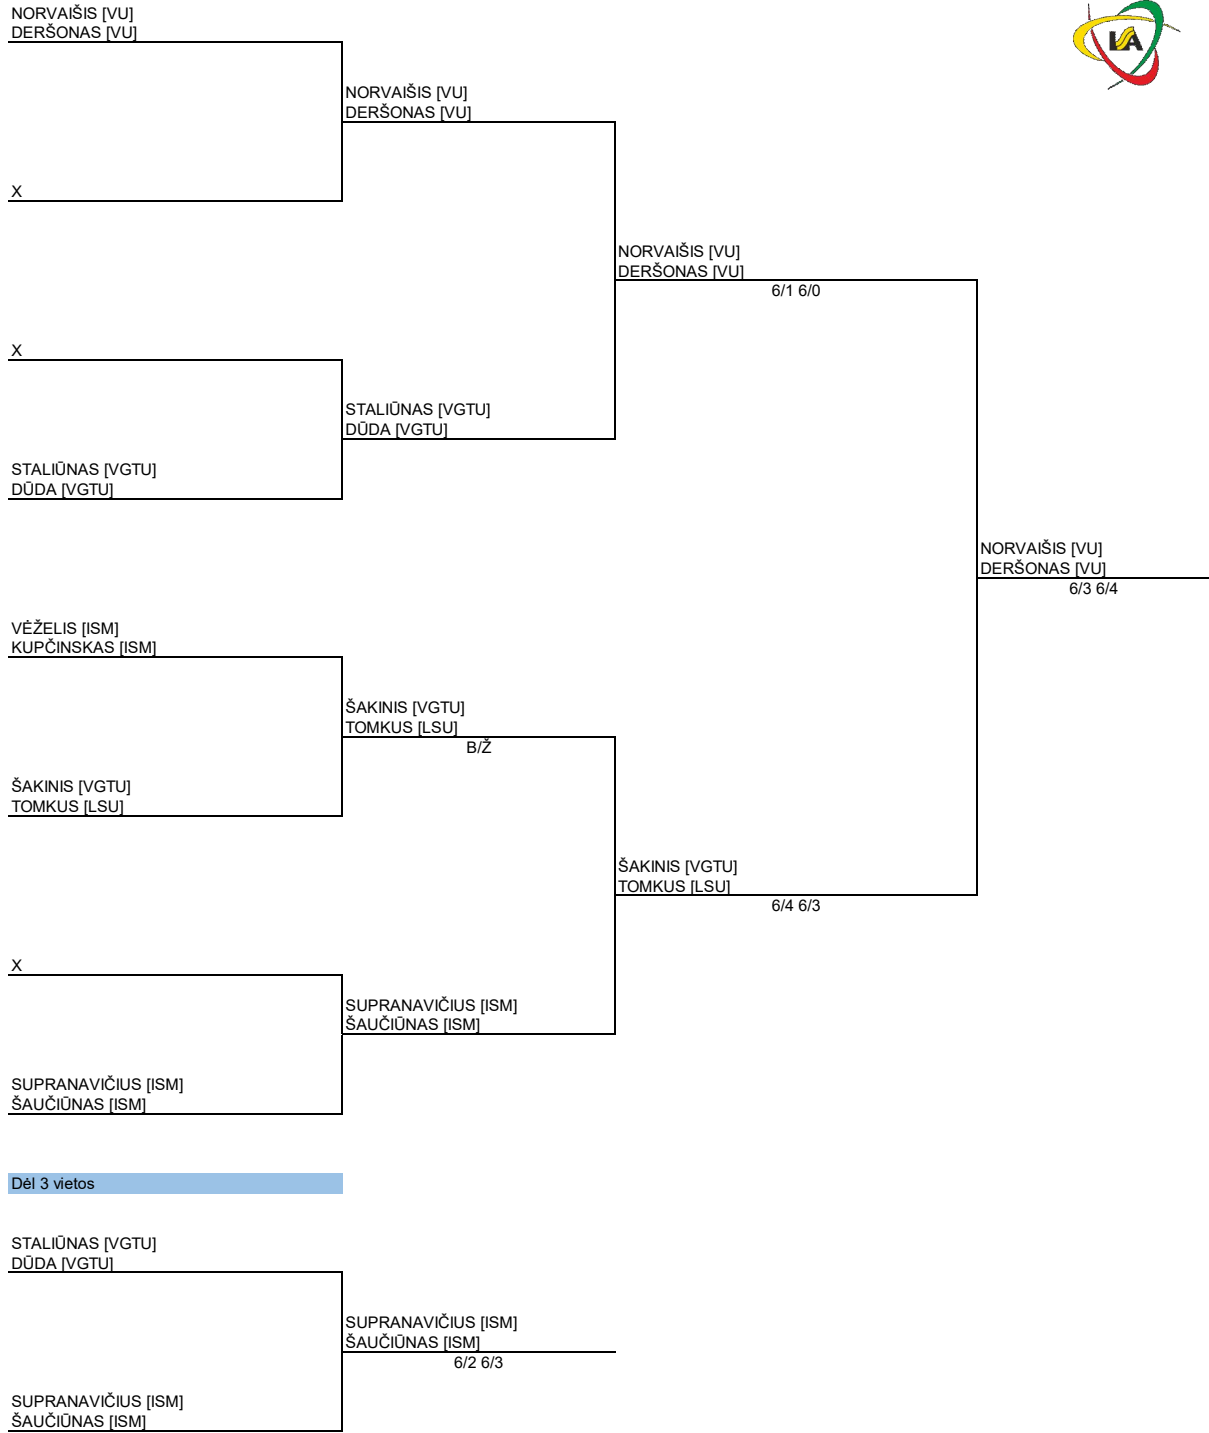 NORVAIŠIS [VU]
DERŠONAS [VU]
LSA
NORVAIŠIS [VU]
DERŠONAS [VU]
X
NORVAIŠIS [VU]
DERŠONAS [VU]
6/1 6/0
X
STALIŪNAS [VGTU]
DŪDA [VGTU]
STALIŪNAS [VGTU]
DŪDA [VGTU]
NORVAIŠIS [VU]
DERŠONAS [VU]
6/3 6/4
VĖŽELIS [ISM]
KUPČINSKAS [ISM]
ŠAKINIS [VGTU]
TOMKUS [LSU]
B/Ž
ŠAKINIS [VGTU]
TOMKUS [LSU]
ŠAKINIS [VGTU]
TOMKUS [LSU]
6/4 6/3
X
SUPRANAVIČIUS [ISM]
ŠAUČIŪNAS [ISM]
SUPRANAVIČIUS [ISM]
ŠAUČIŪNAS [ISM]
Dėl 3 vietos
STALIŪNAS [VGTU]
DŪDA [VGTU]
SUPRANAVIČIUS [ISM]
ŠAUČIŪNAS [ISM]
6/2 6/3
SUPRANAVIČIUS [ISM]
ŠAUČIŪNAS [ISM]